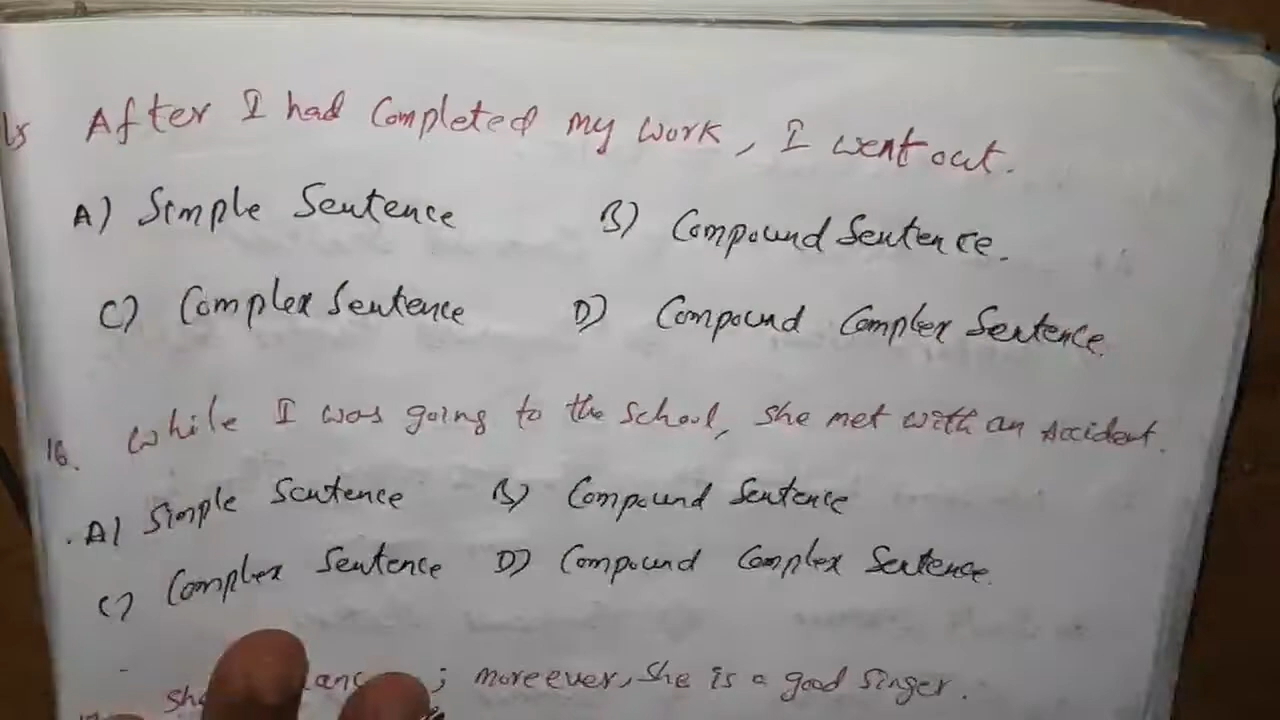 15 After I had Completed my work, I went out.
A) Simple Sentence B) Compound Sentence.
C) Complex Sentence D) Compound Complex Sentence.
16. While I was going to the School, She met with an Accident.
A) Simple Sentence B) Compound Sentence
C) Complex Sentence D) Compound Complex Sentence.
; moreever, She is a good Singer.